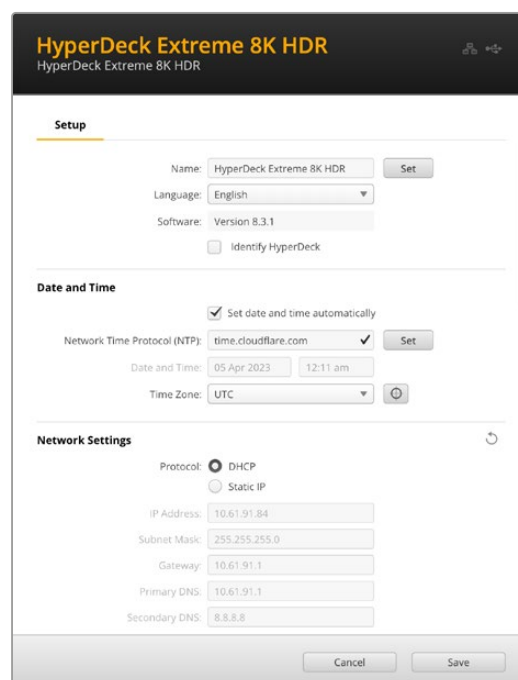 HyperDeck Extreme 8K HDR
HyperDeck Extreme 8K HDR
Setup
Name: HyperDeck Extreme 8K HDR Set
Language: English
Software: Version 8.3.1
Identify HyperDeck
Date and Time
Set date and time automatically
Network Time Protocol (NTP): time.cloudflare.com Set
Date and Time: 05 Apr 2023 12:11 am
Time Zone: UTC
Network Settings
Protocol: DHCP
Static IP
IP Address: 10.61.91.84
Subnet Mask: 255.255.255.0
Gateway: 10.61.91.1
Primary DNS: 10.61.91.1
Secondary DNS: 8.8.8.8
Cancel Save